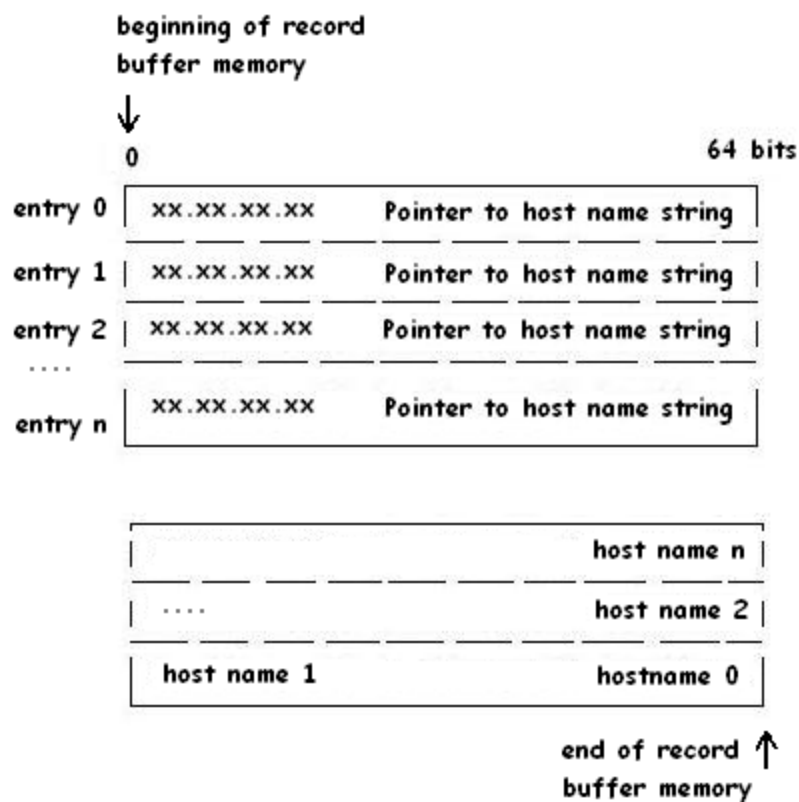 beginning of record
buffer memory
0 64 bits
entry 0 xx.xx.xx.xx Pointer to host name string
entry 1 xx.xx.xx.xx Pointer to host name string
entry 2 xx.xx.xx.xx Pointer to host name string
....
entry n xx.xx.xx.xx Pointer to host name string
host name n
.... host name 2
host name 1 hostname 0
end of record
buffer memory